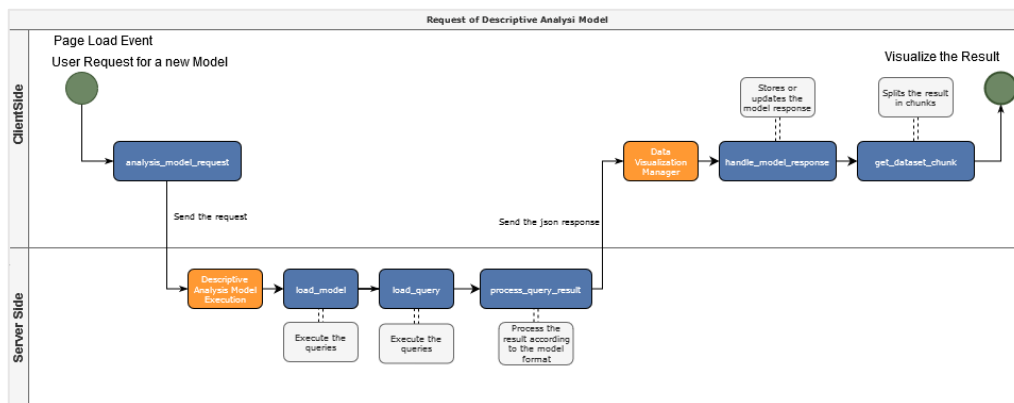 Request of Descriptive Analysi Model
ClientSide
Page Load Event
User Request for a new Model
Visualize the Result
Stores or
updates the
model response
Splits the result
in chunks
analysis_model_request
Data
Visualization
Manager
handle_model_response
get_dataset_chunk
Send the request
Send the json response
Server Side
Descriptive
Analysis Model
Execution
load_model
load_query
process_query_result
Execute the
queries
Execute the
queries
Process the
result according
to the model
format